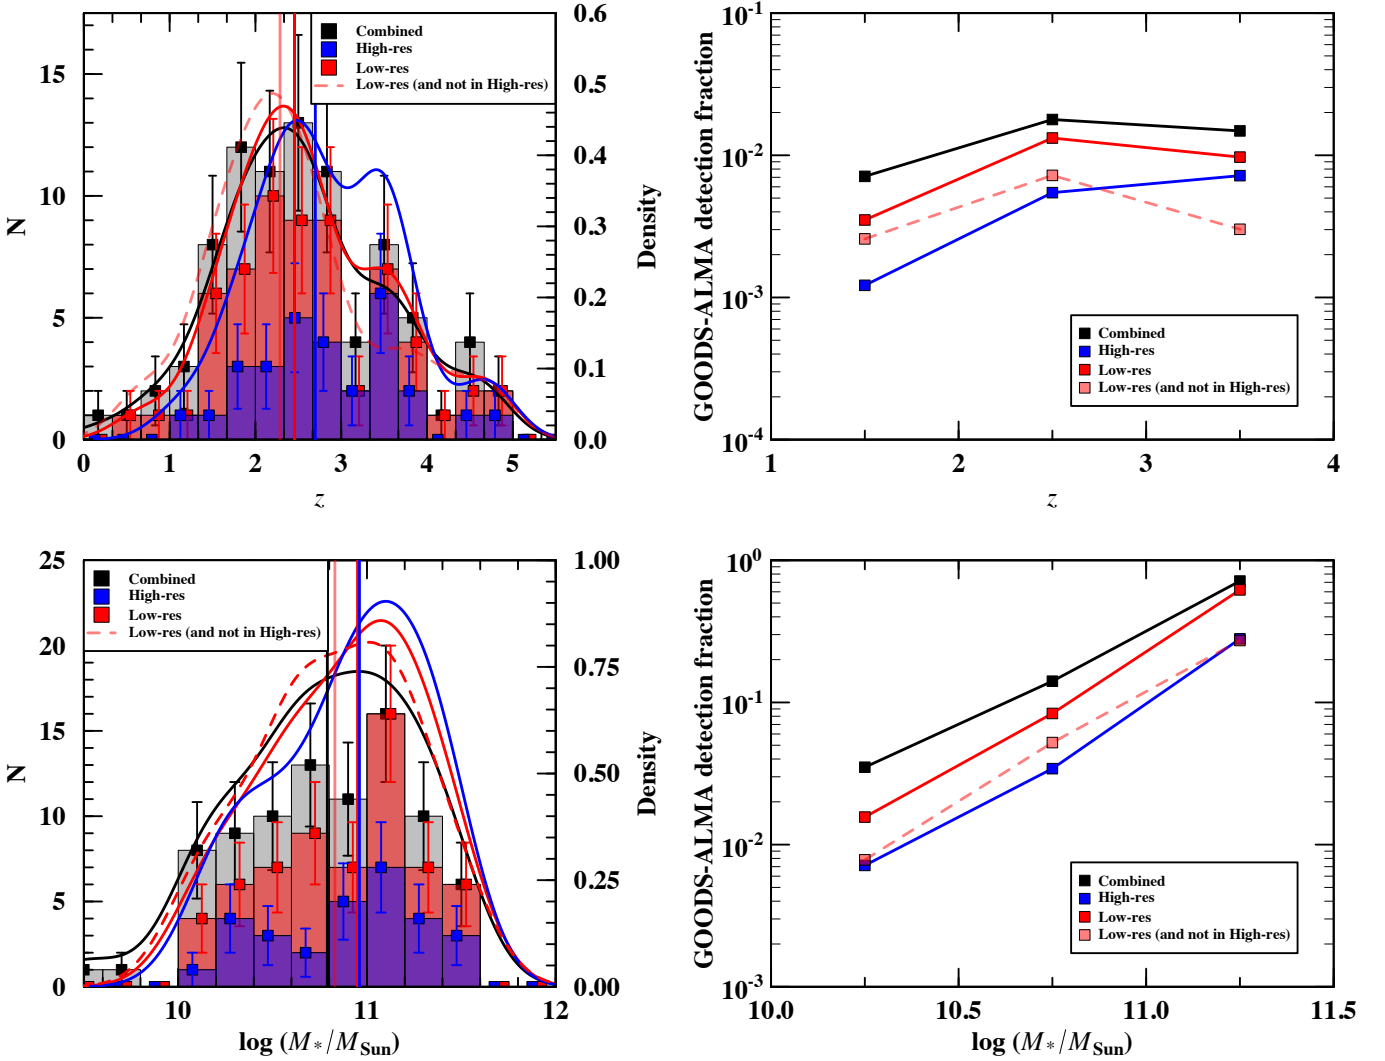 Combined
High-res
Low-res
Low-res (and not in High-res)
15
10
5
0
N
0.6
0.5
0.4
0.3
0.2
0.1
0.0
Density
0 1 2 3 4 5
z
10-1
10-2
10-3
10-4
GOODS-ALMA detection fraction
Combined
High-res
Low-res
Low-res (and not in High-res)
1 2 3 4
z
25
20
15
10
5
0
N
Combined
High-res
Low-res
Low-res (and not in High-res)
1.00
0.75
0.50
0.25
0.00
Density
10 11 12
log (M*/MSun)
100
10-1
10-2
10-3
GOODS-ALMA detection fraction
Combined
High-res
Low-res
Low-res (and not in High-res)
10.0 10.5 11.0 11.5
log (M*/MSun)